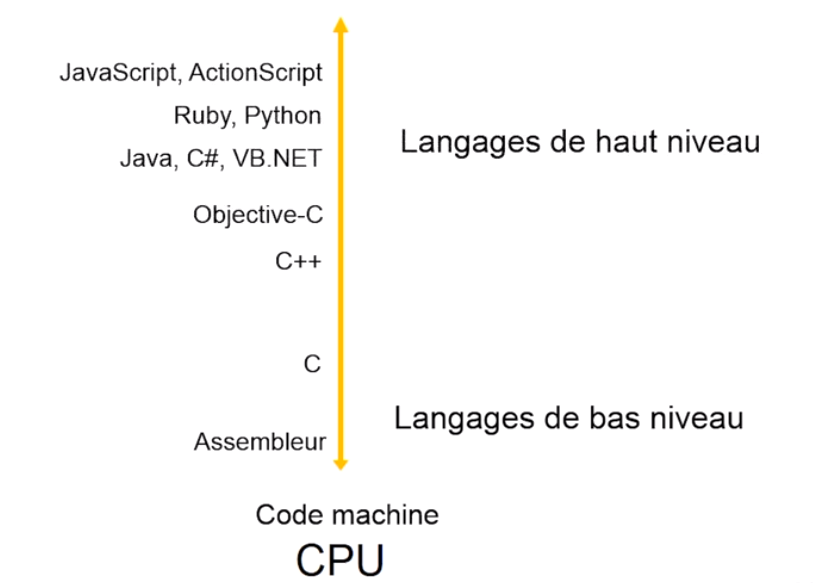 JavaScript, ActionScript
Ruby, Python
Java, C#, VB.NET
Langages de haut niveau
Objective-C
C++
C
Langages de bas niveau
Assembleur
Code machine
CPU